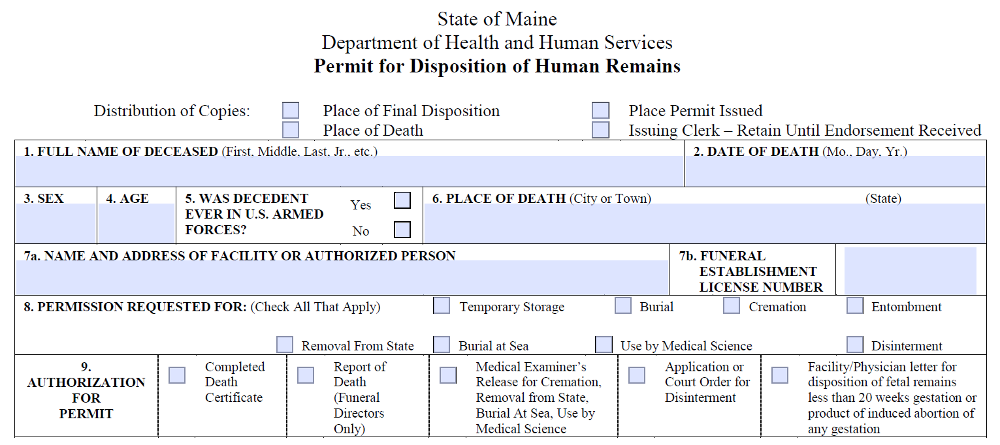 State of Maine
Department of Health and Human Services
Permit for Disposition of Human Remains
Distribution of Copies: Place of Final Disposition Place Permit Issued
Place of Death Issuing Clerk – Retain Until Endorsement Received
1. FULL NAME OF DECEASED (First, Middle, Last, Jr., etc.)
2. DATE OF DEATH (Mo., Day, Yr.)
3. SEX
4. AGE
5. WAS DECEDENT
EVER IN U.S. ARMED
FORCES?
Yes
No
6. PLACE OF DEATH (City or Town) (State)
7a. NAME AND ADDRESS OF FACILITY OR AUTHORIZED PERSON
7b. FUNERAL
ESTABLISHMENT
LICENSE NUMBER
8. PERMISSION REQUESTED FOR: (Check All That Apply) Temporary Storage Burial Cremation Entombment
Removal From State Burial at Sea Use by Medical Science Disinterment
9.
AUTHORIZATION
FOR
PERMIT
Completed
Death
Certificate
Report of
Death
(Funeral
Directors
Only)
Medical Examiner's
Release for Cremation,
Removal from State,
Burial At Sea, Use by
Medical Science
Application or
Court Order for
Disinterment
Facility/Physician letter for
disposition of fetal remains
less than 20 weeks gestation or
product of induced abortion of
any gestation